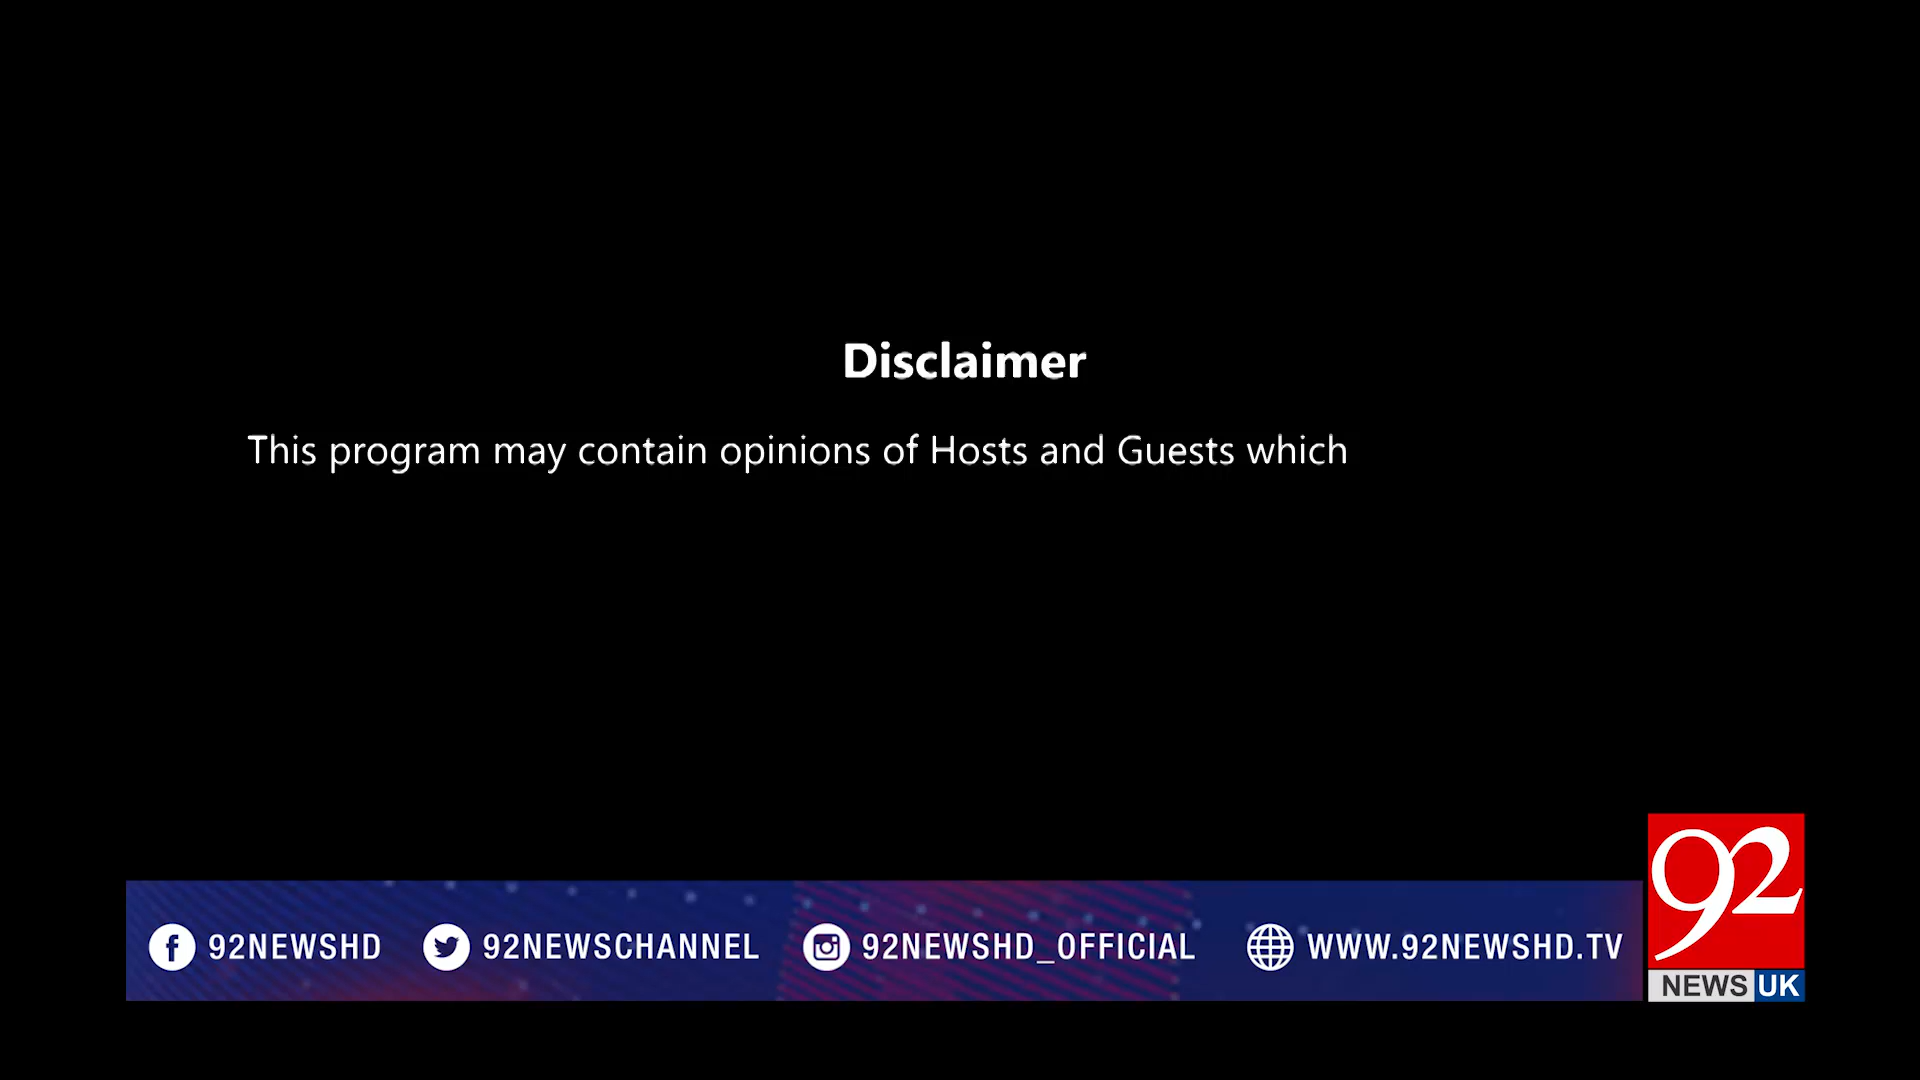 Disclaimer
This program may contain opinions of Hosts and Guests which
92NEWSHD
92NEWSCHANNEL
92NEWSHD_OFFICIAL
WWW.92NEWSHD.TV
92
NEWS UK